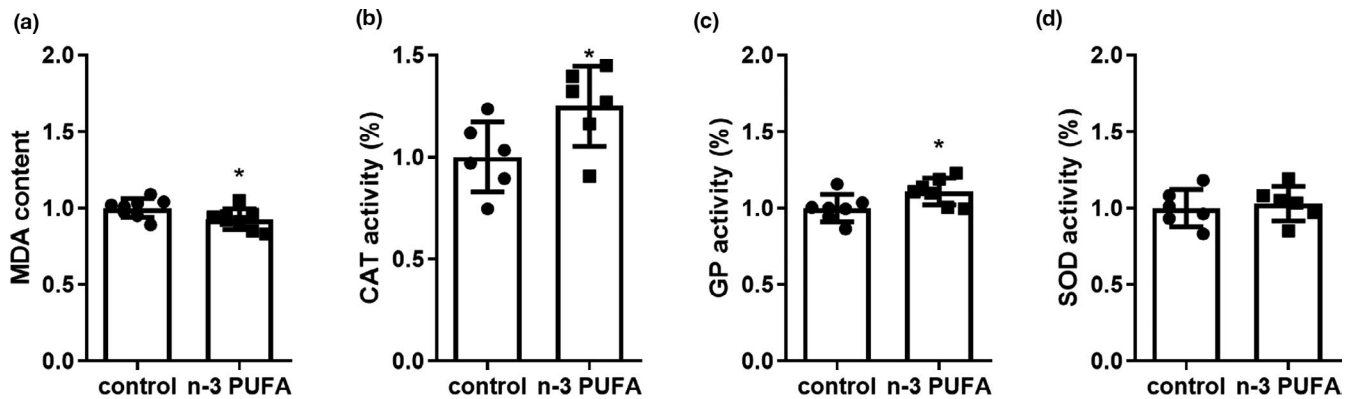 (a)
MDA content
2.0
1.5
1.0
0.5
0.0
*
control n-3 PUFA
(b)
CAT activity (%)
1.5
1.0
0.5
0.0
*
control n-3 PUFA
(c)
GP activity (%)
2.0
1.5
1.0
0.5
0.0
*
control n-3 PUFA
(d)
SOD activity (%)
2.0
1.5
1.0
0.5
0.0
control n-3 PUFA